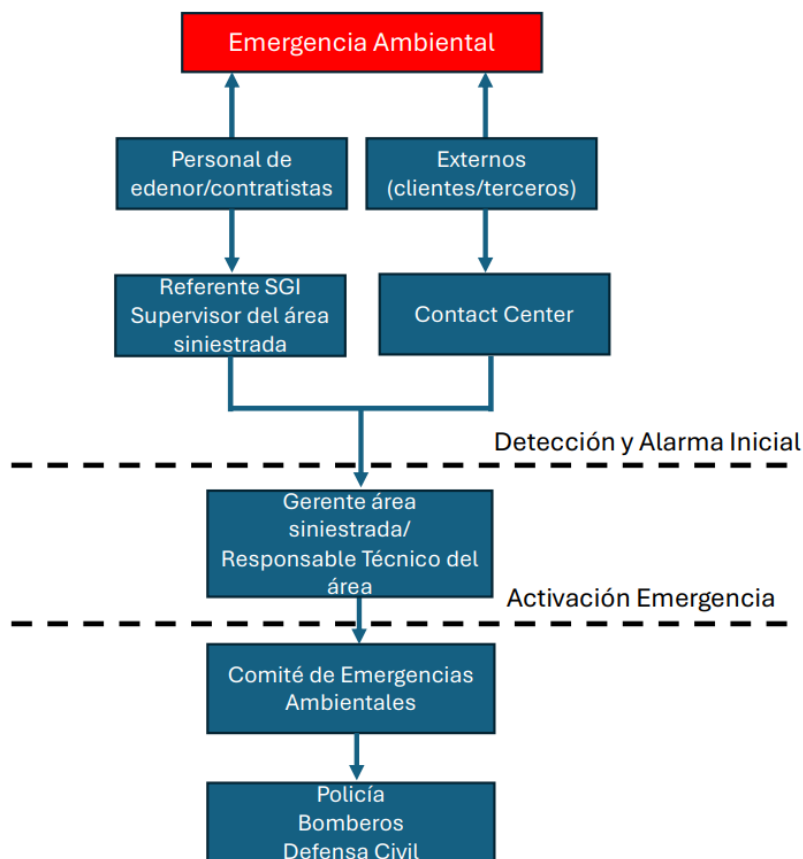 Emergencia Ambiental
Personal de
edenor/contratistas
Externos
(clientes/terceros)
Referente SGI
Supervisor del área
siniestrada
Contact Center
Detección y Alarma Inicial
Gerente área
siniestrada/
Responsable Técnico del
área
Activación Emergencia
Comité de Emergencias
Ambientales
Policía
Bomberos
Defensa Civil